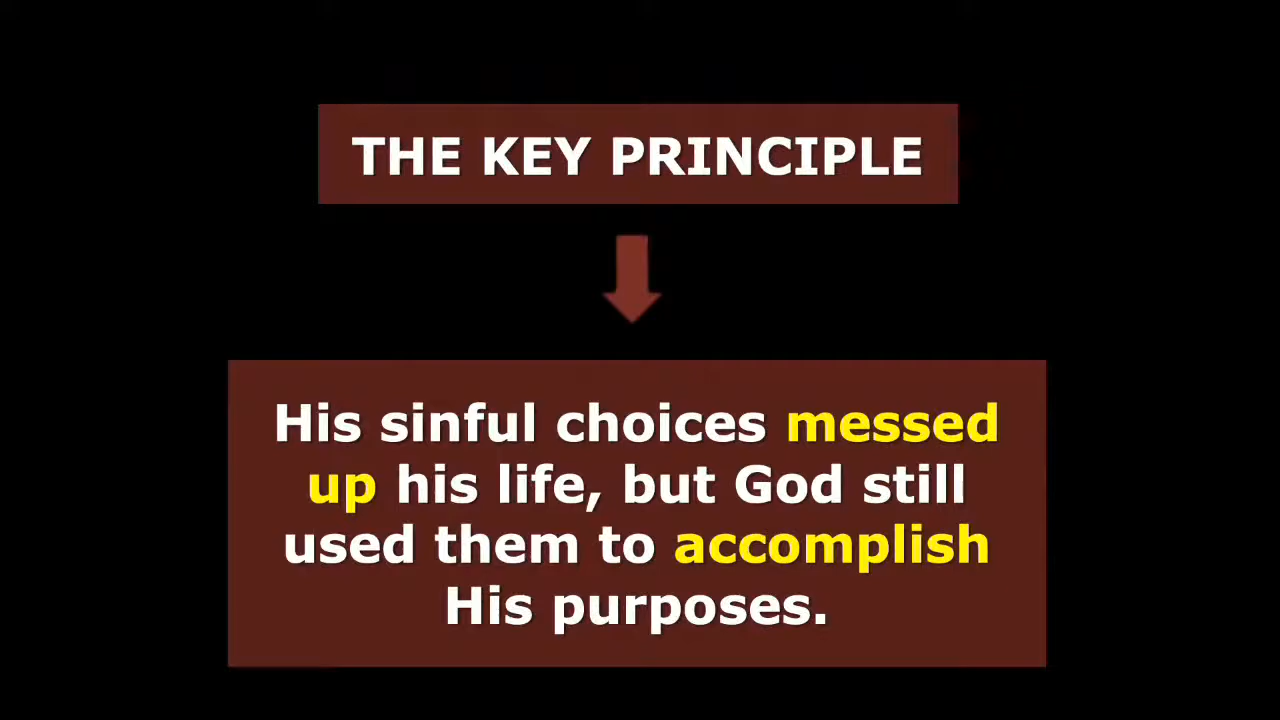 THE KEY PRINCIPLE
His sinful choices messed
up his life, but God still
used them to accomplish
His purposes.